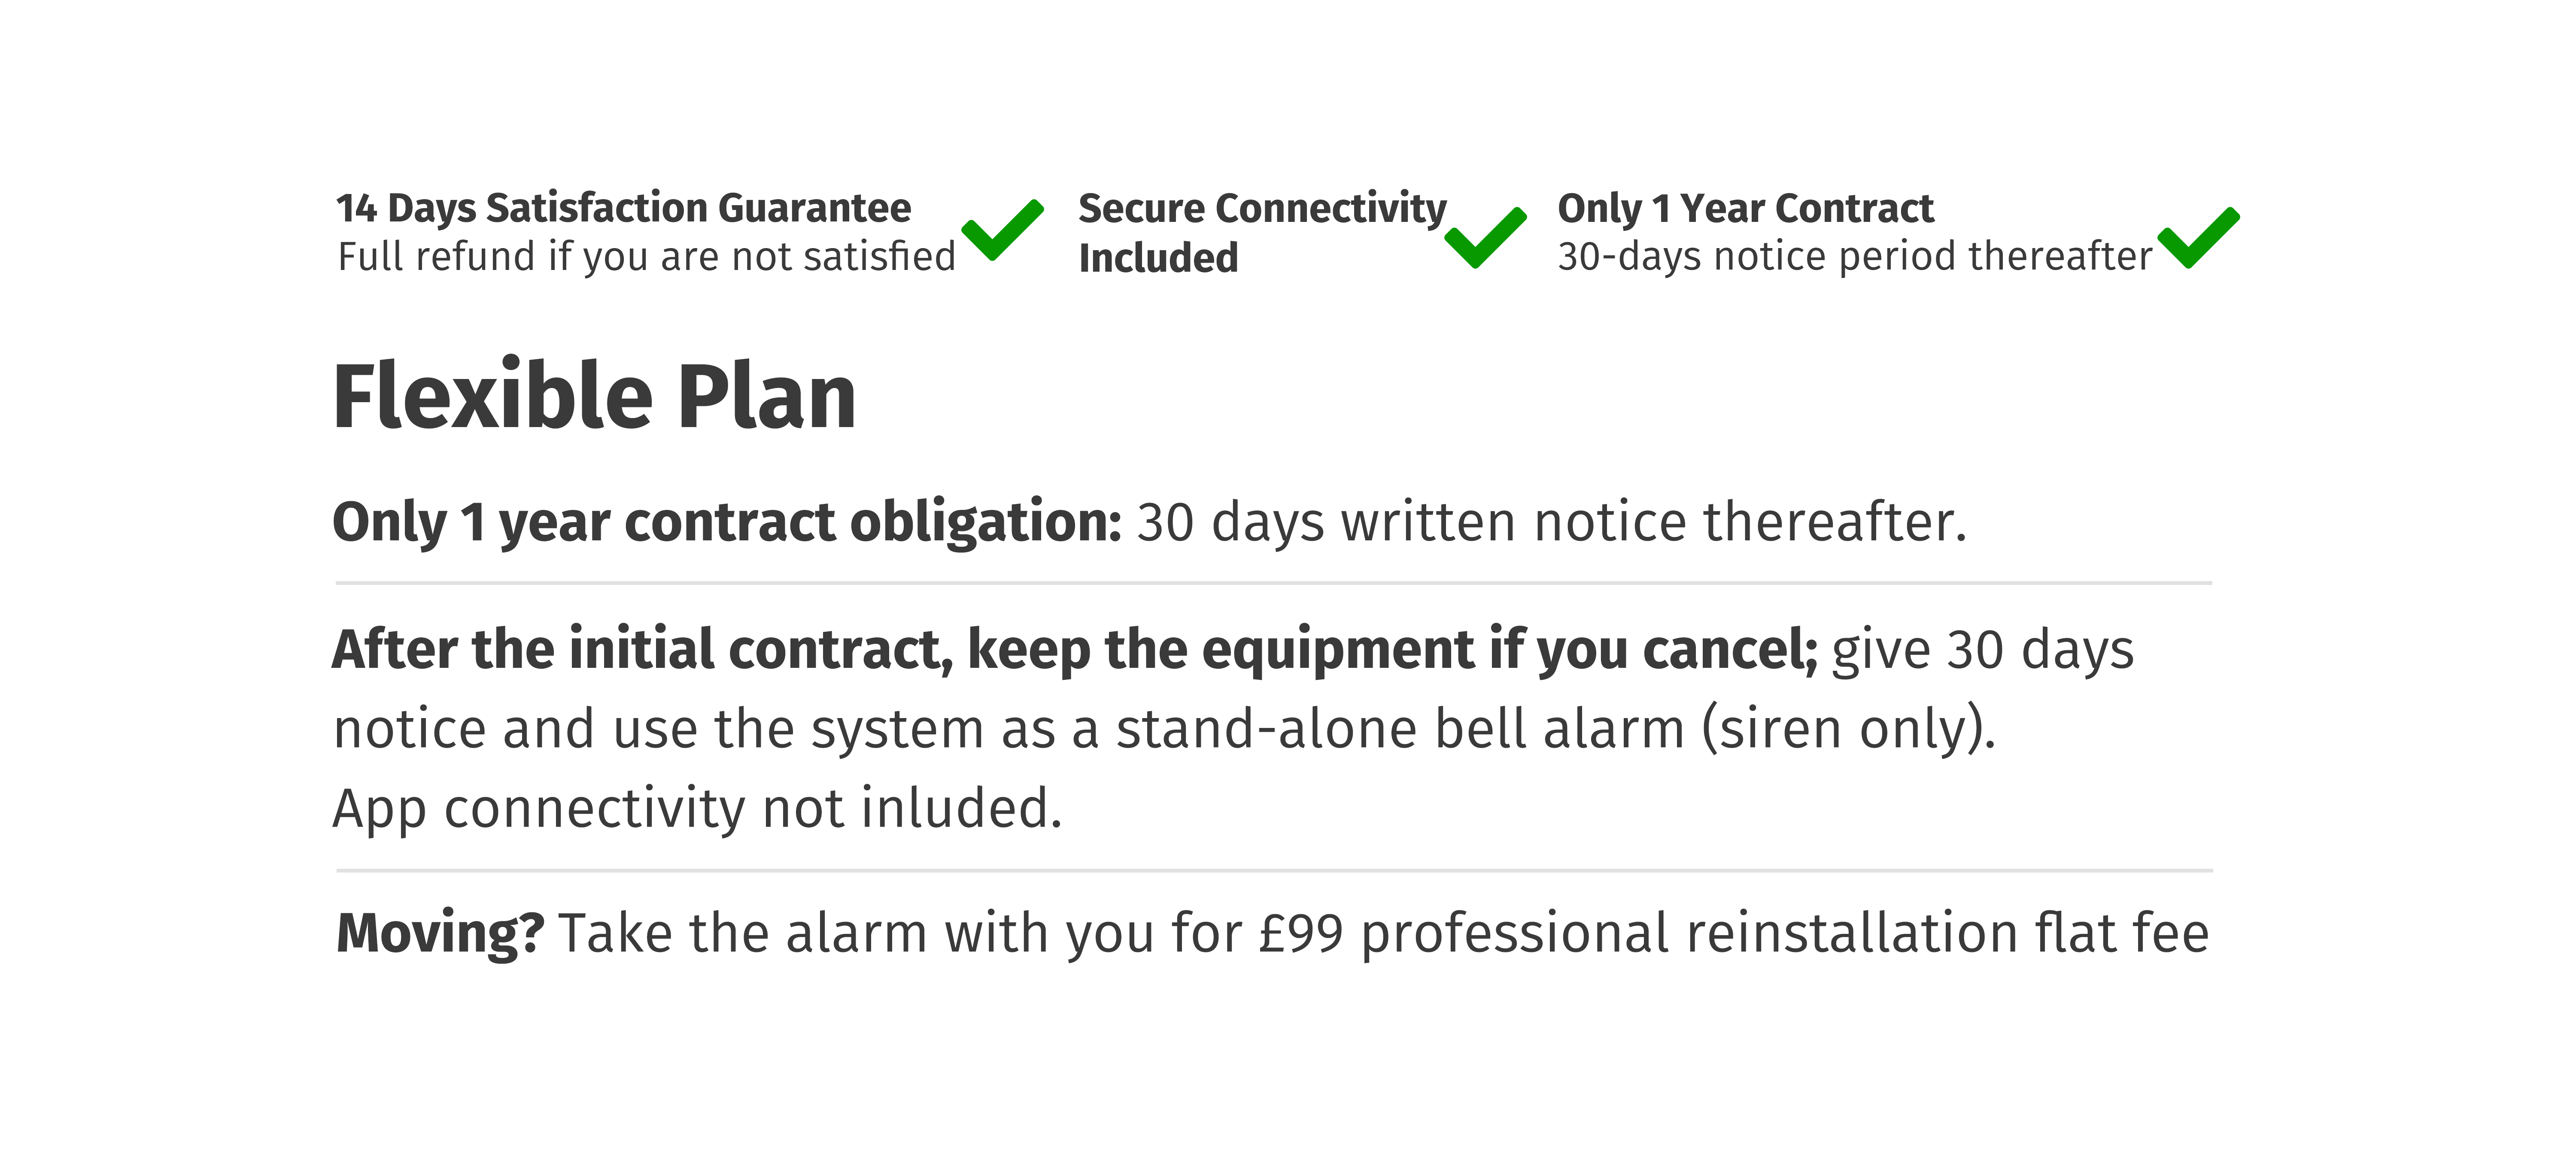 14 Days Satisfaction Guarantee
Full refund if you are not satisfied
Secure Connectivity
Included
Only 1 Year Contract
30-days notice period thereafter
Flexible Plan
Only 1 year contract obligation: 30 days written notice thereafter.
After the initial contract, keep the equipment if you cancel; give 30 days
notice and use the system as a stand-alone bell alarm (siren only).
App connectivity not inluded.
Moving? Take the alarm with you for £99 professional reinstallation flat fee